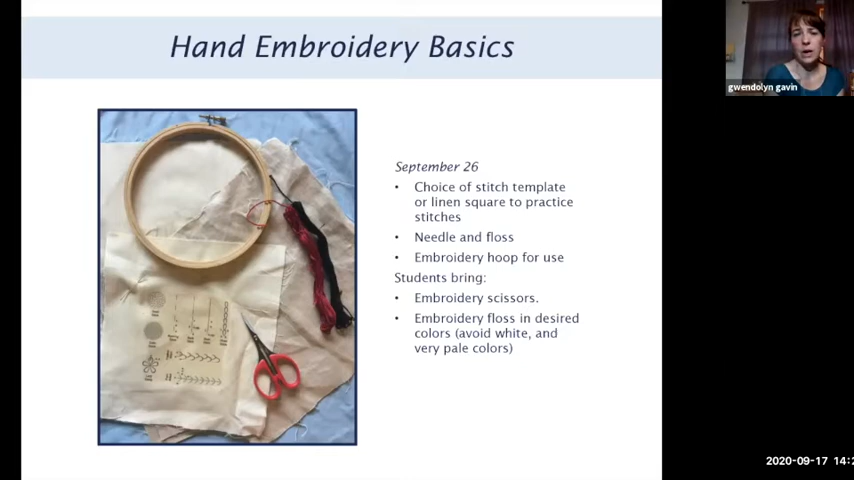 Hand Embroidery Basics
gwendolyn gavin
September 26
• Choice of stitch template
or linen square to practice
stitches
• Needle and floss
• Embroidery hoop for use
Students bring:
• Embroidery scissors.
• Embroidery floss in desired
colors (avoid white, and
very pale colors)
2020-09-17 14:2